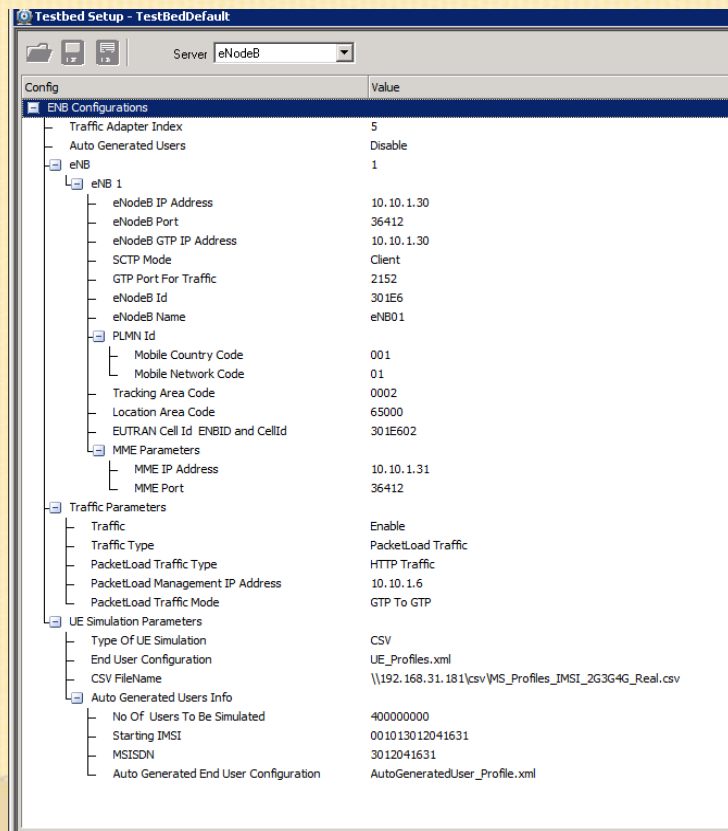 Testbed Setup - TestBedDefault
Server eNodeB
Config Value
ENB Configurations
Traffic Adapter Index 5
Auto Generated Users Disable
eNB 1
eNB 1
eNodeB IP Address 10.10.1.30
eNodeB Port 36412
eNodeB GTP IP Address 10.10.1.30
SCTP Mode Client
GTP Port For Traffic 2152
eNodeB Id 301E6
eNodeB Name eNB01
PLMN Id
Mobile Country Code 001
Mobile Network Code 01
Tracking Area Code 0002
Location Area Code 65000
EUTRAN Cell Id ENBID and CellId 301E602
MME Parameters
MME IP Address 10.10.1.31
MME Port 36412
Traffic Parameters
Traffic Enable
Traffic Type PacketLoad Traffic
PacketLoad Traffic Type HTTP Traffic
PacketLoad Management IP Address 10.10.1.6
PacketLoad Traffic Mode GTP To GTP
UE Simulation Parameters
Type Of UE Simulation CSV
End User Configuration UE_Profiles.xml
CSV FileName \\192.168.31.181\csv\MS_Profiles_IMSI_2G3G4G_Real.csv
Auto Generated Users Info
No Of Users To Be Simulated 400000000
Starting IMSI 001013012041631
MSISDN 3012041631
Auto Generated End User Configuration AutoGeneratedUser_Profile.xml